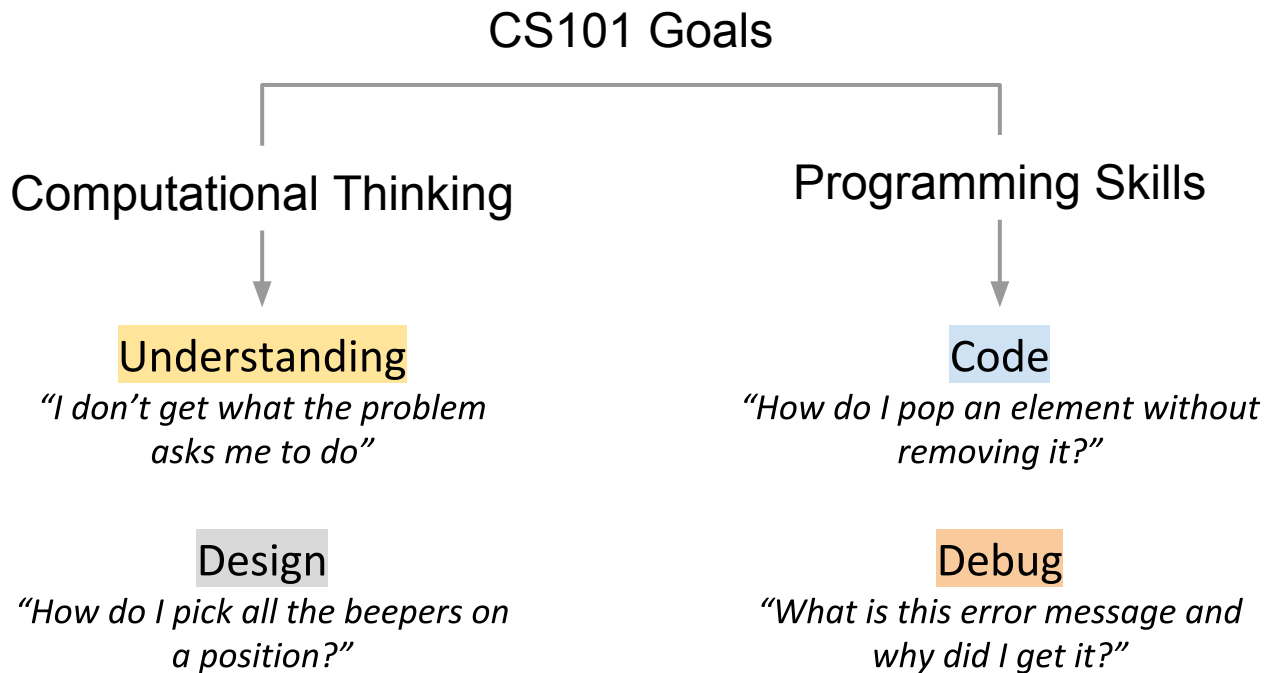 CS101 Goals
Computational Thinking
Programming Skills
Understanding
“I don’t get what the problem
asks me to do”
Code
“How do I pop an element without
removing it?”
Design
“How do I pick all the beepers on
a position?”
Debug
“What is this error message and
why did I get it?”